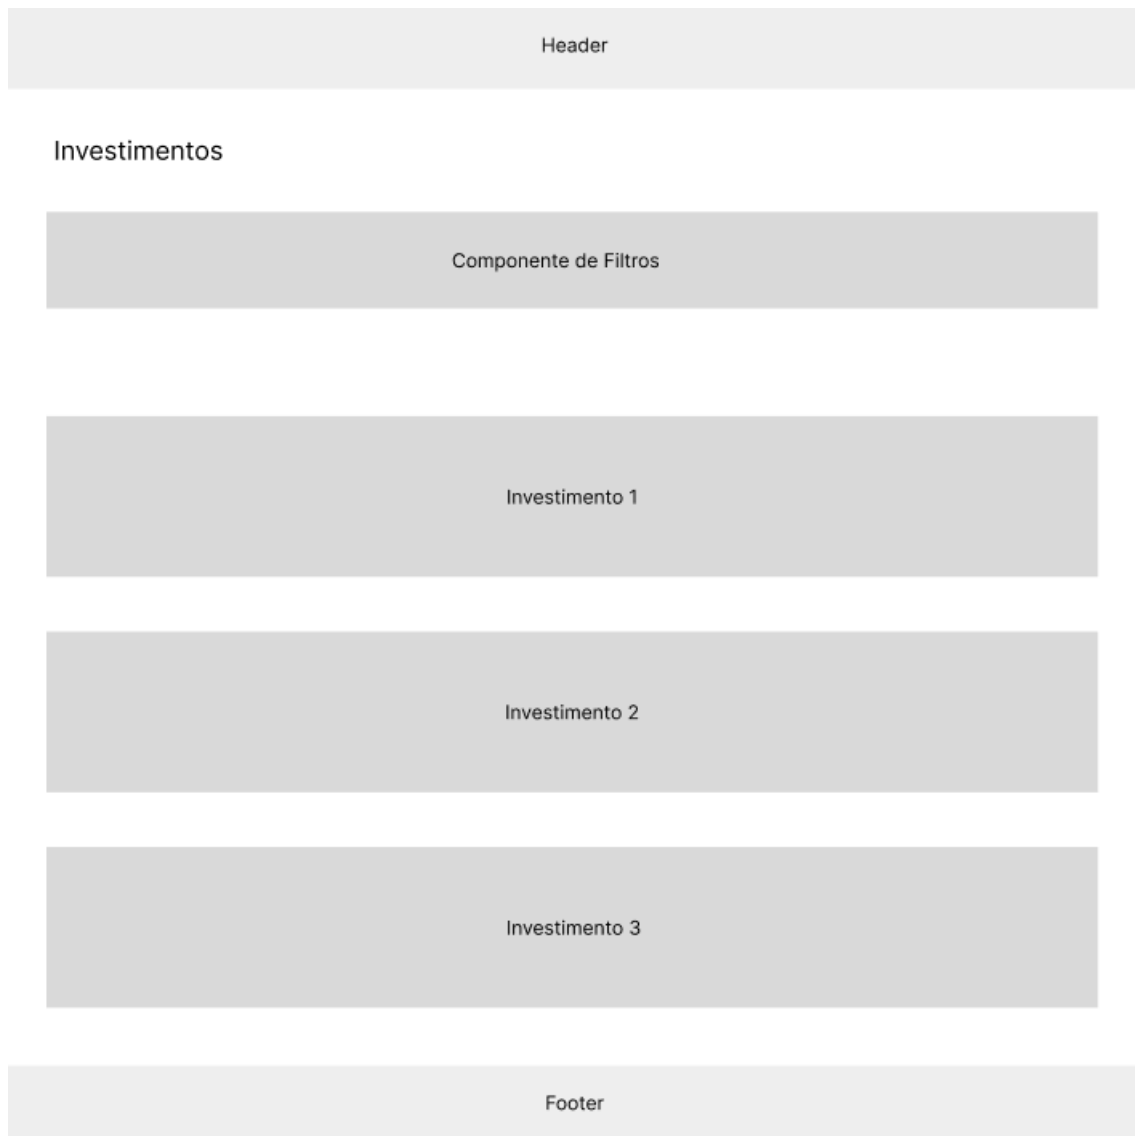 Header
Investimentos
Componente de Filtros
Investimento 1
Investimento 2
Investimento 3
Footer